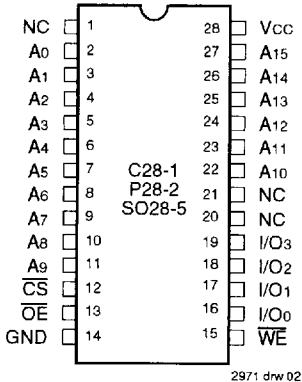 NC 1 28 VCC
A0 2 27 A15
A1 3 26 A14
A2 4 25 A13
A3 5 24 A12
A4 6 23 A11
A5 7 22 A10
C28-1
A6 8 21 NC
P28-2
A7 9 20 NC
SO28-5
A8 10 19 I/O3
A9 11 18 I/O2
C̅S̅ 12 17 I/O1
O̅E̅ 13 16 I/O0
GND 14 15 W̅E̅
2971 drw 02